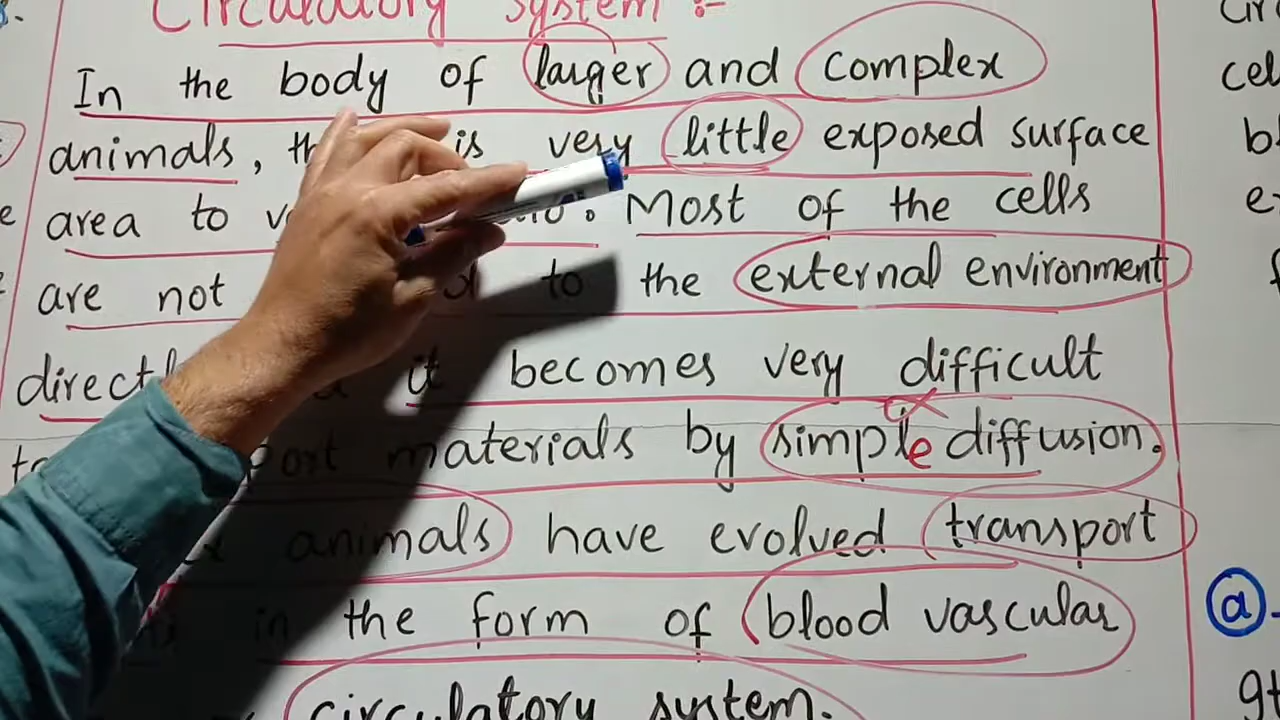 Circulatory System :-
In the body of larger and complex
animals, is very little exposed surface
area to Most of the cells
are not to the external environment
it becomes very difficult
materials by simple diffusion.
animals have evolved transport
in the form of blood vascular
circulatory system.
cel
(a)-